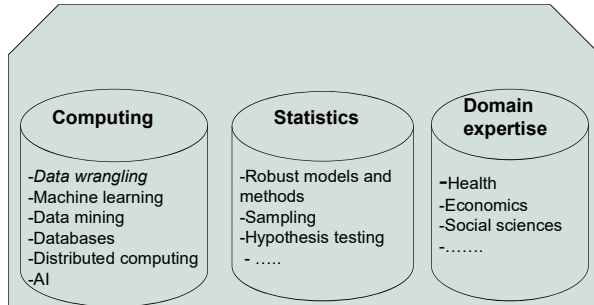 Computing
-Data wrangling
-Machine learning
-Data mining
-Databases
-Distributed computing
-AI
Statistics
-Robust models and
methods
-Sampling
-Hypothesis testing
- .....
Domain
expertise
-Health
-Economics
-Social sciences
-.......